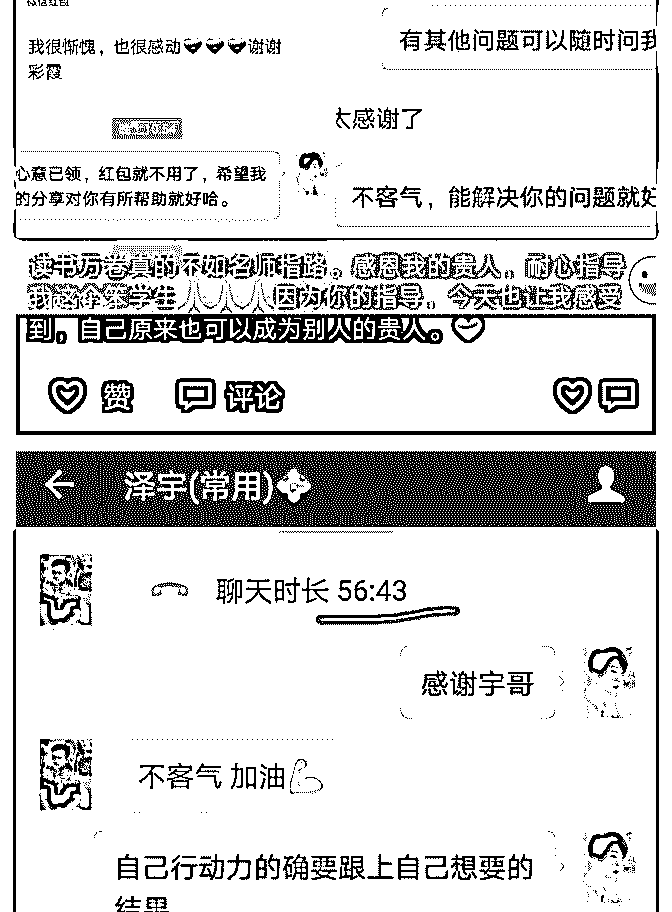 微信红包
我很惭愧，也很感动😍😍😍谢谢
彩霞
有其他问题可以随时问我
太感谢了
心意已领，红包就不用了，希望我
的分享对你有所帮助就好哈。
不客气，能解决你的问题就好
读书万卷真的不如名师指路。感恩我的贵人。耐心指导
我这个笨学生🙏🙏🙏因为你的指导。今天也让我感受
到，自己原来也可以成为别人的贵人。😊
赞 评论
泽宇(常用)
聊天时长 56:43
感谢宇哥
不客气 加油💪
自己行动力的确要跟上自己想要的
结果